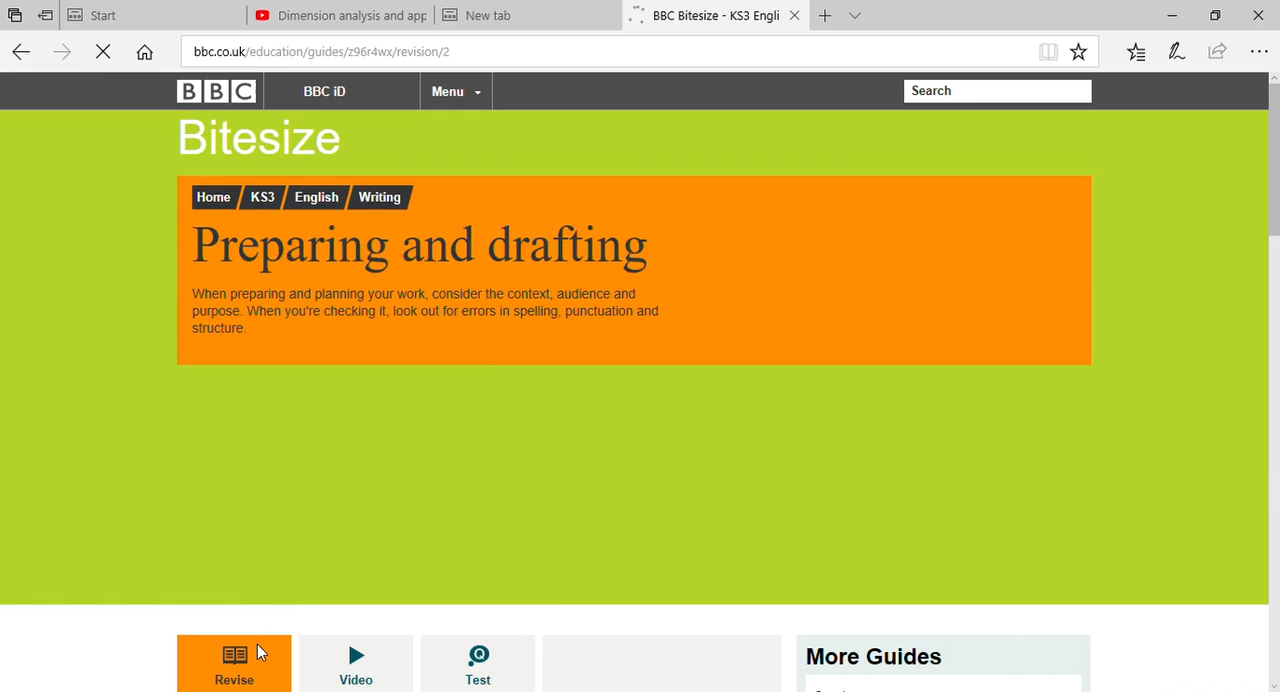 Start
Dimension analysis and app
New tab
BBC Bitesize - KS3 Engli
bbc.co.uk/education/guides/z96r4wx/revision/2
BBC
BBC iD
Menu
Search
Bitesize
Home
KS3
English
Writing
Preparing and drafting
When preparing and planning your work, consider the context, audience and
purpose. When you're checking it, look out for errors in spelling, punctuation and
structure.
Revise
Video
Q
Test
More Guides